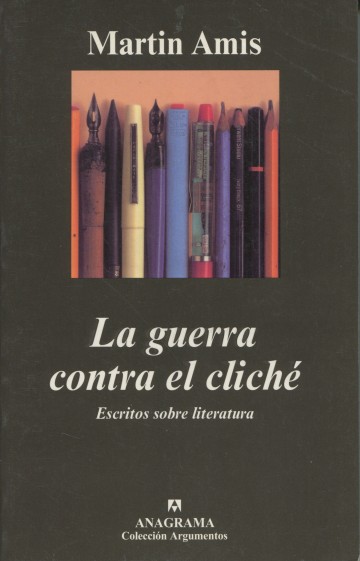 Martin Amis
La guerra
contra el cliché
Escritos sobre literatura
ANAGRAMA
Colección Argumentos